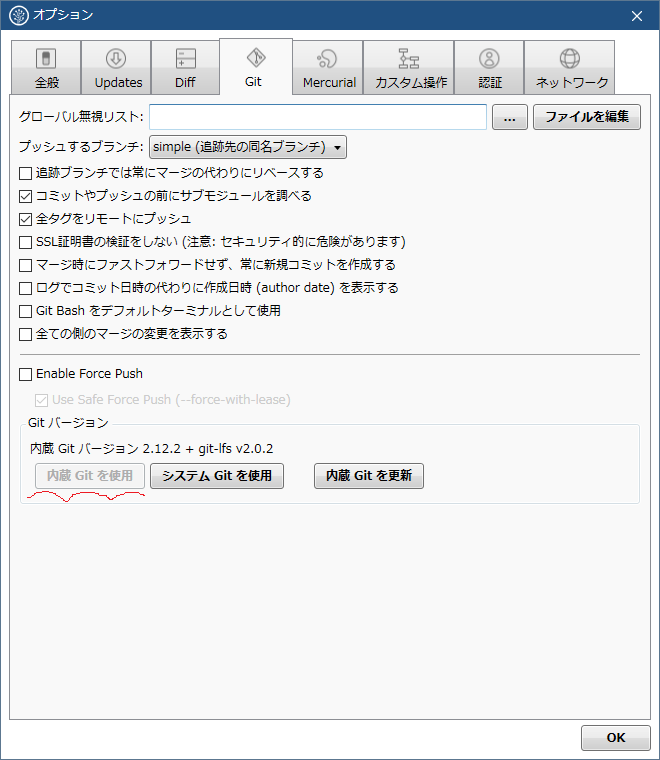 オプション
全般 Updates Diff Git Mercurial カスタム操作 認証 ネットワーク
グローバル無視リスト: ... ファイルを編集
プッシュするブランチ: simple (追跡先の同名ブランチ)
追跡ブランチでは常にマージの代わりにリベースする
コミットやプッシュの前にサブモジュールを調べる
全タグをリモートにプッシュ
SSL証明書の検証をしない (注意: セキュリティ的に危険があります)
マージ時にファストフォワードせず、常に新規コミットを作成する
ログでコミット日時の代わりに作成日時 (author date) を表示する
Git Bash をデフォルトターミナルとして使用
全ての側のマージの変更を表示する
Enable Force Push
Use Safe Force Push (--force-with-lease)
Git バージョン
内蔵 Git バージョン 2.12.2 + git-lfs v2.0.2
内蔵 Git を使用 システム Git を使用 内蔵 Git を更新
OK